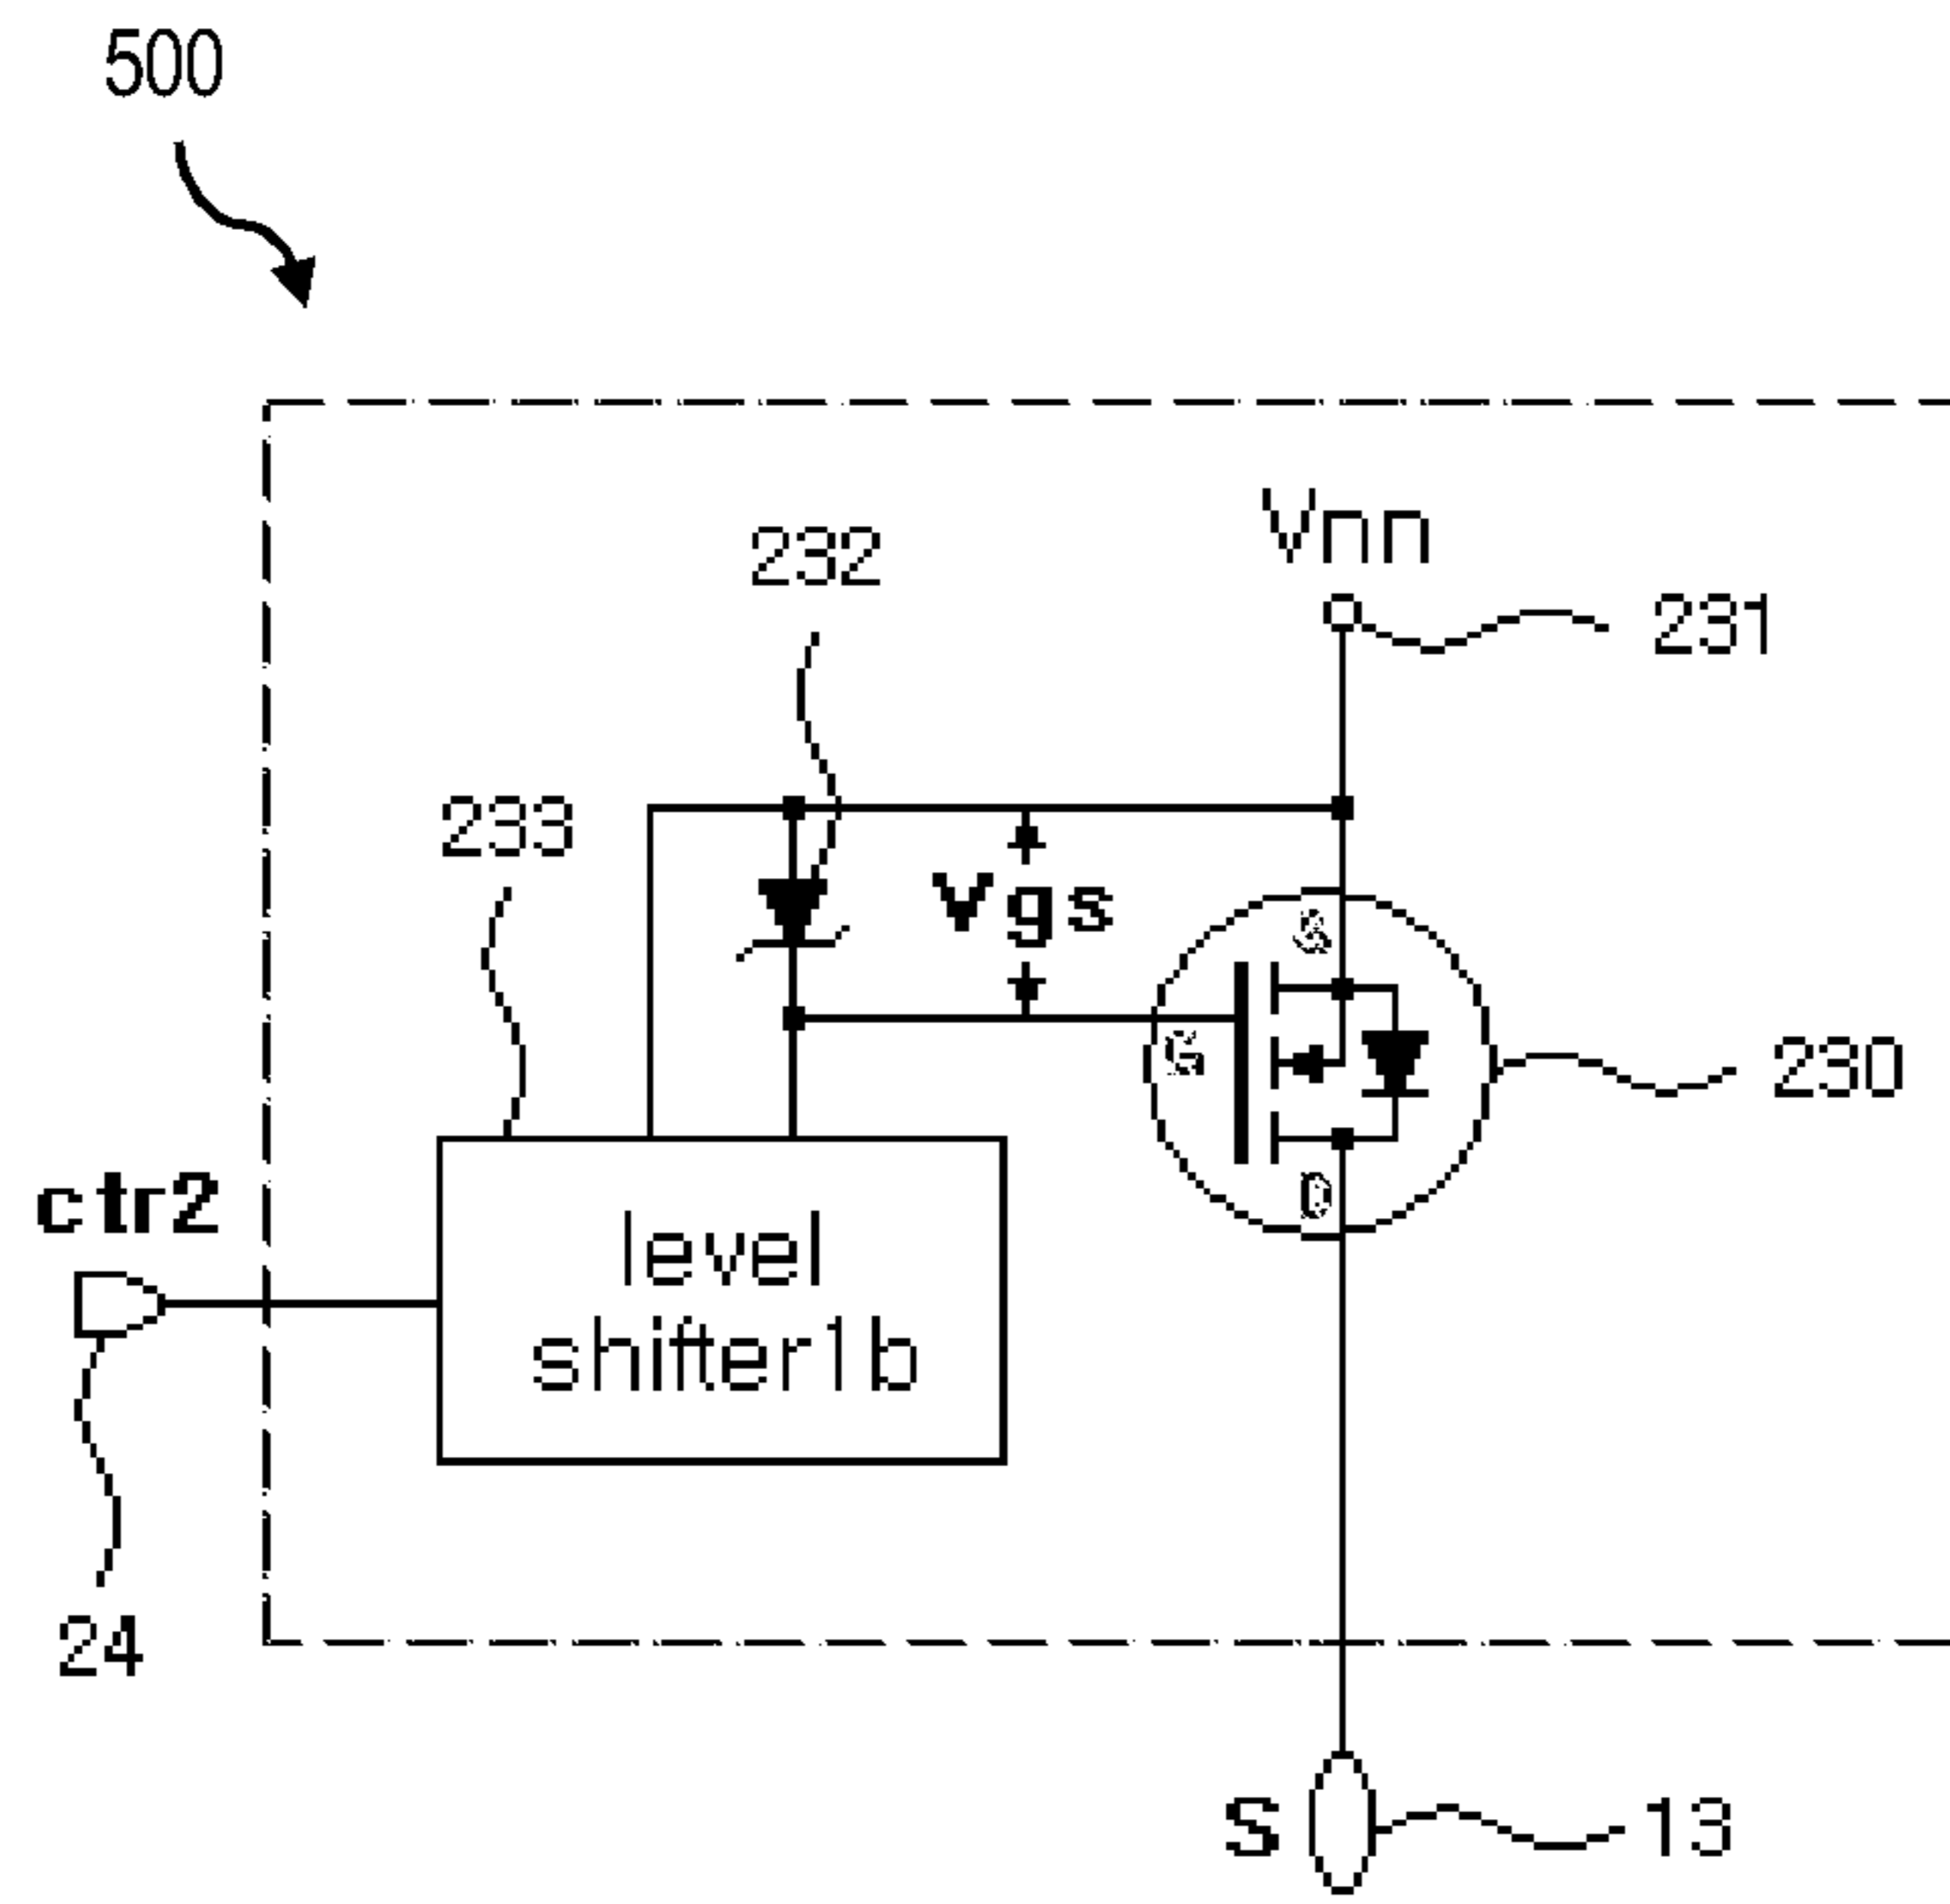 500
Vnn
232
231
233
Vgs
S
G
230
D
ctr2
level
shifter1b
24
S
13